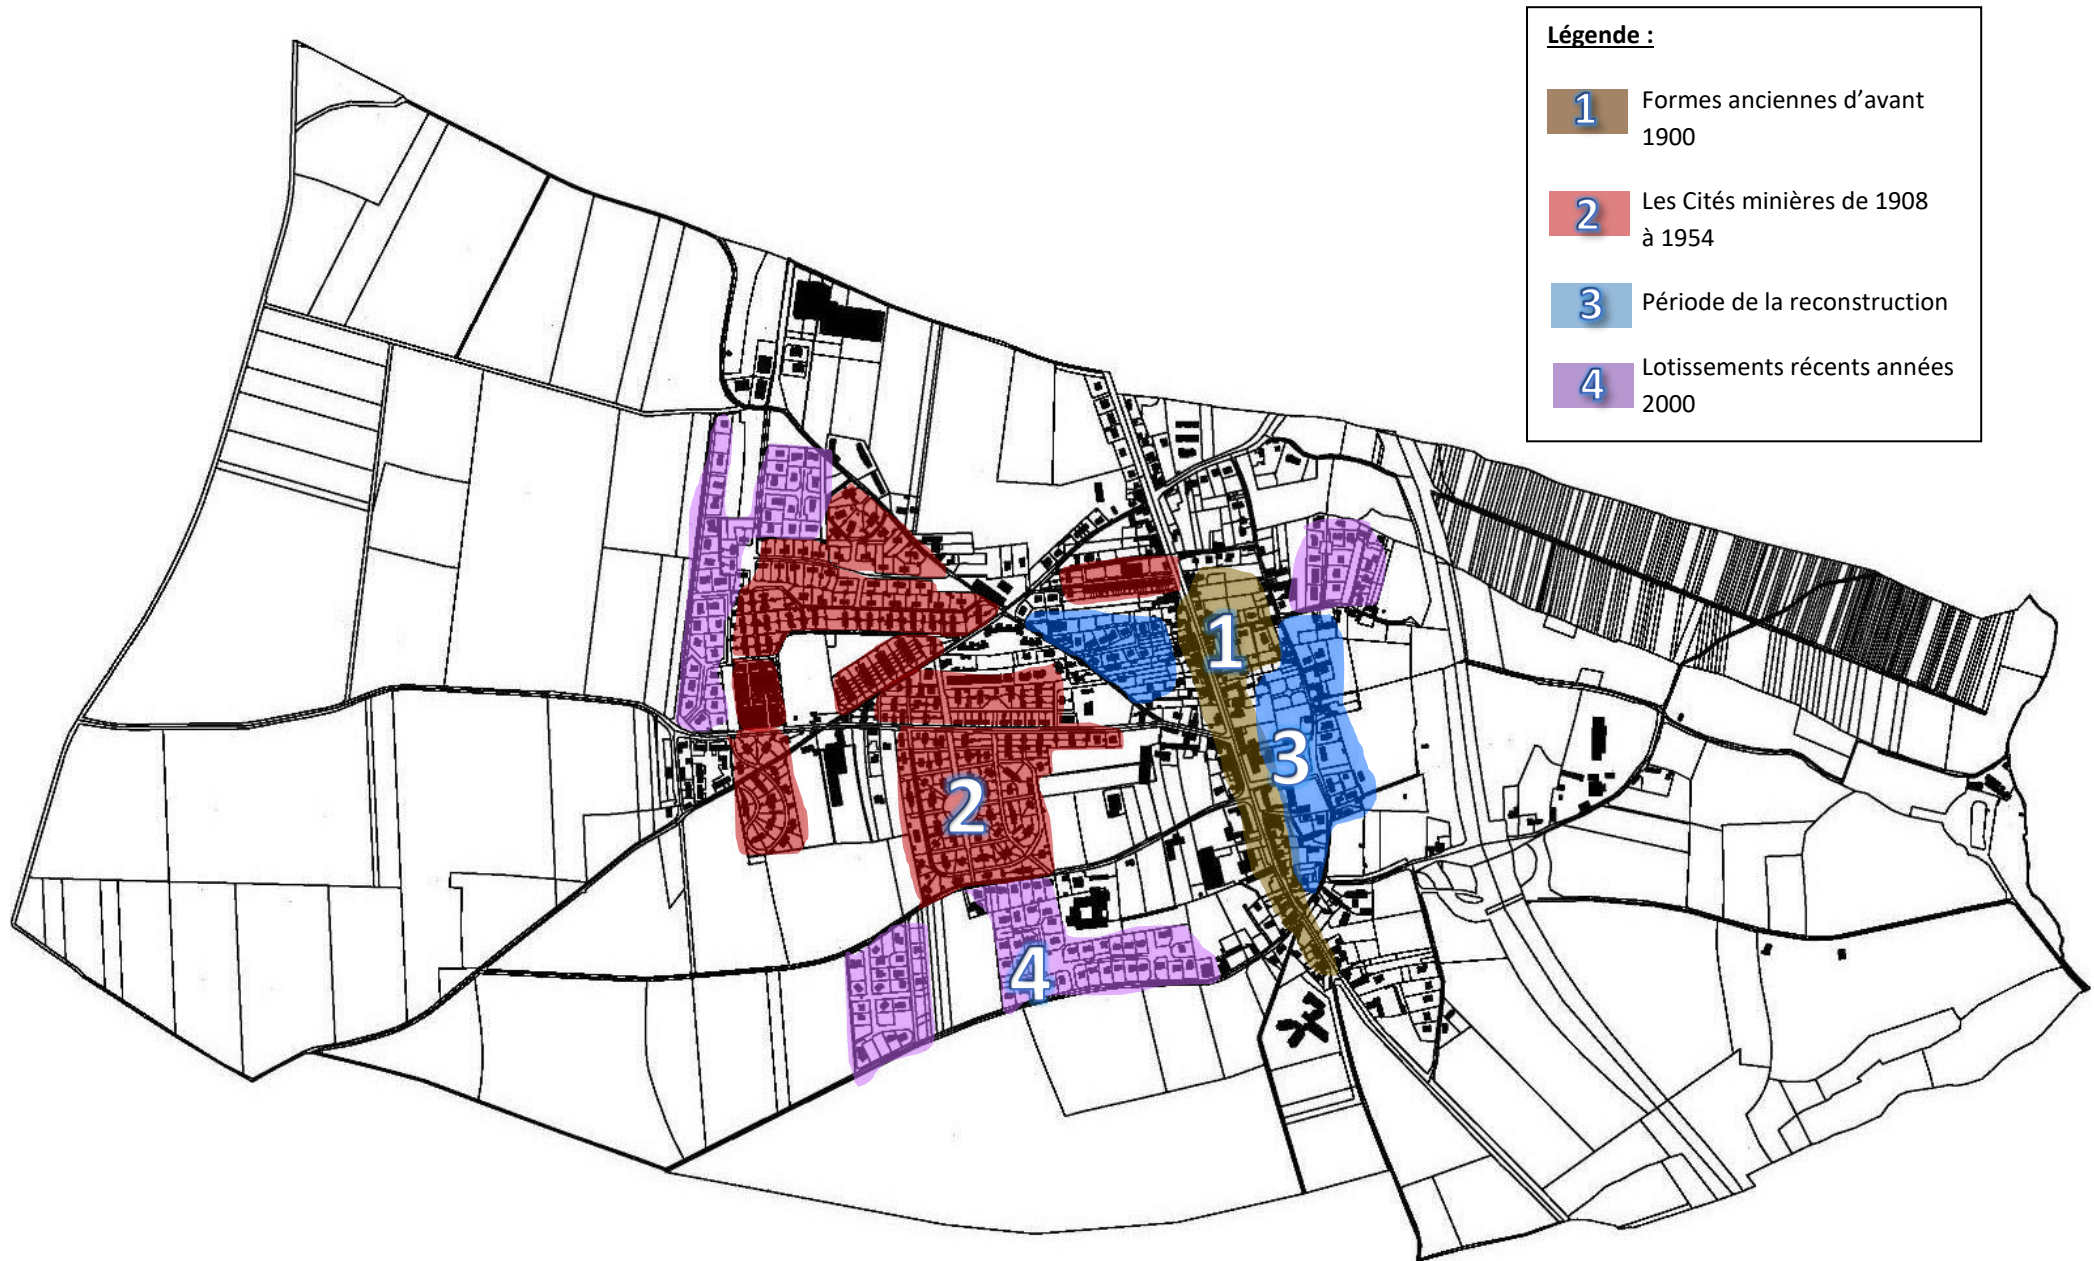 Légende :
1 Formes anciennes d’avant
1900
2 Les Cités minières de 1908
à 1954
3 Période de la reconstruction
4 Lotissements récents années
2000
1
3
2
4